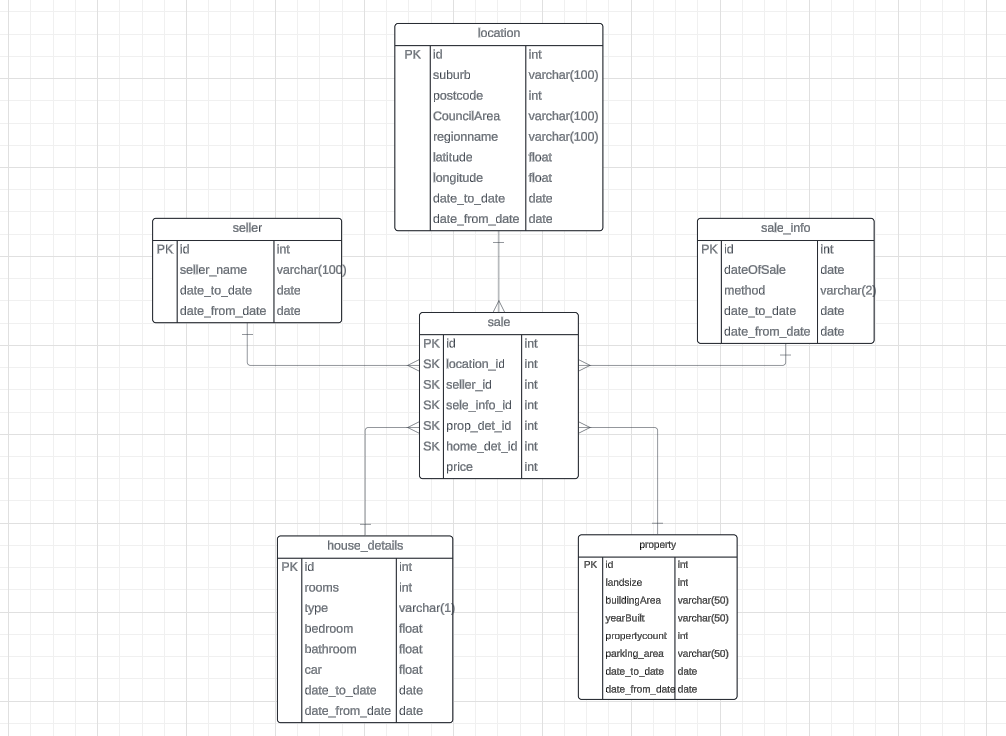 location
PK id int
suburb varchar(100)
postcode int
CouncilArea varchar(100)
regionname varchar(100)
latitude float
longitude float
date_to_date date
date_from_date date
seller
PK id int
seller_name varchar(100)
date_to_date date
date_from_date date
sale_info
PK id int
dateOfSale date
method varchar(2)
date_to_date date
date_from_date date
sale
PK id int
SK location_id int
SK seller_id int
SK sele_info_id int
SK prop_det_id int
SK home_det_id int
price int
house_details
PK id int
rooms int
type varchar(1)
bedroom float
bathroom float
car float
date_to_date date
date_from_date date
property
PK id int
landsize int
buildingArea varchar(50)
yearBuilt varchar(50)
propertycount int
parking_area varchar(50)
date_to_date date
date_from_date date